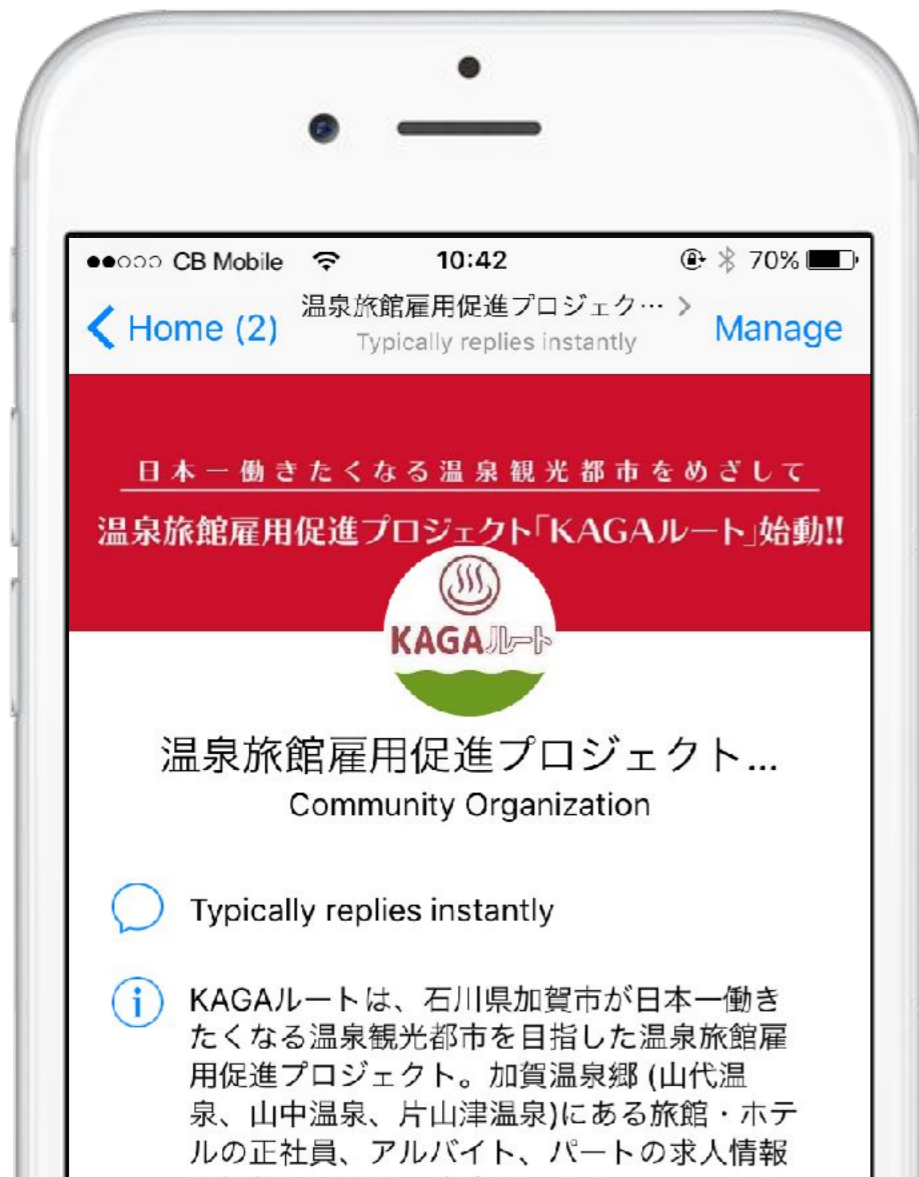 CB Mobile 10:42 70%
Home (2) 温泉旅館雇用促進プロジェク… Manage
Typically replies instantly
日本一働きたくなる温泉観光都市をめざして
温泉旅館雇用促進プロジェクト「KAGAルート」始動!!
KAGAルート
温泉旅館雇用促進プロジェクト...
Community Organization
Typically replies instantly
KAGAルートは、石川県加賀市が日本一働き
たくなる温泉観光都市を目指した温泉旅館雇
用促進プロジェクト。加賀温泉郷 (山代温
泉、山中温泉、片山津温泉)にある旅館・ホテ
ルの正社員、アルバイト、パートの求人情報